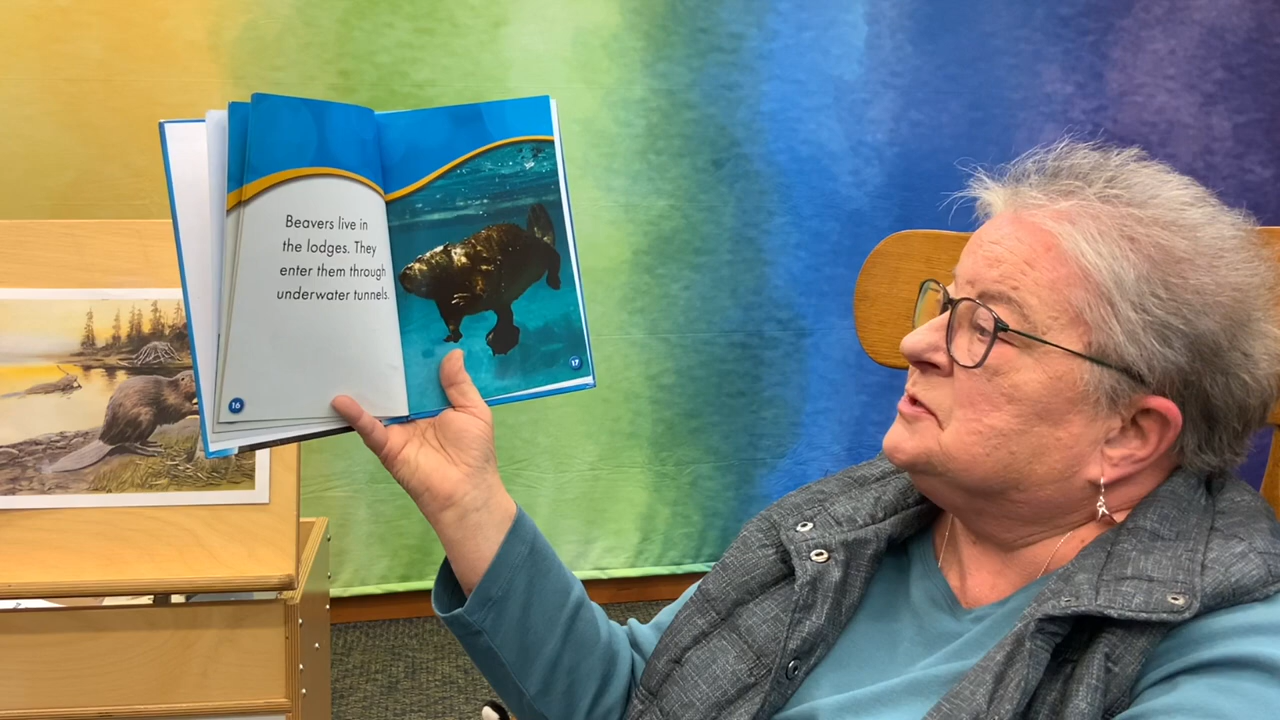 Beavers live in
the lodges. They
enter them through
underwater tunnels.
16
17